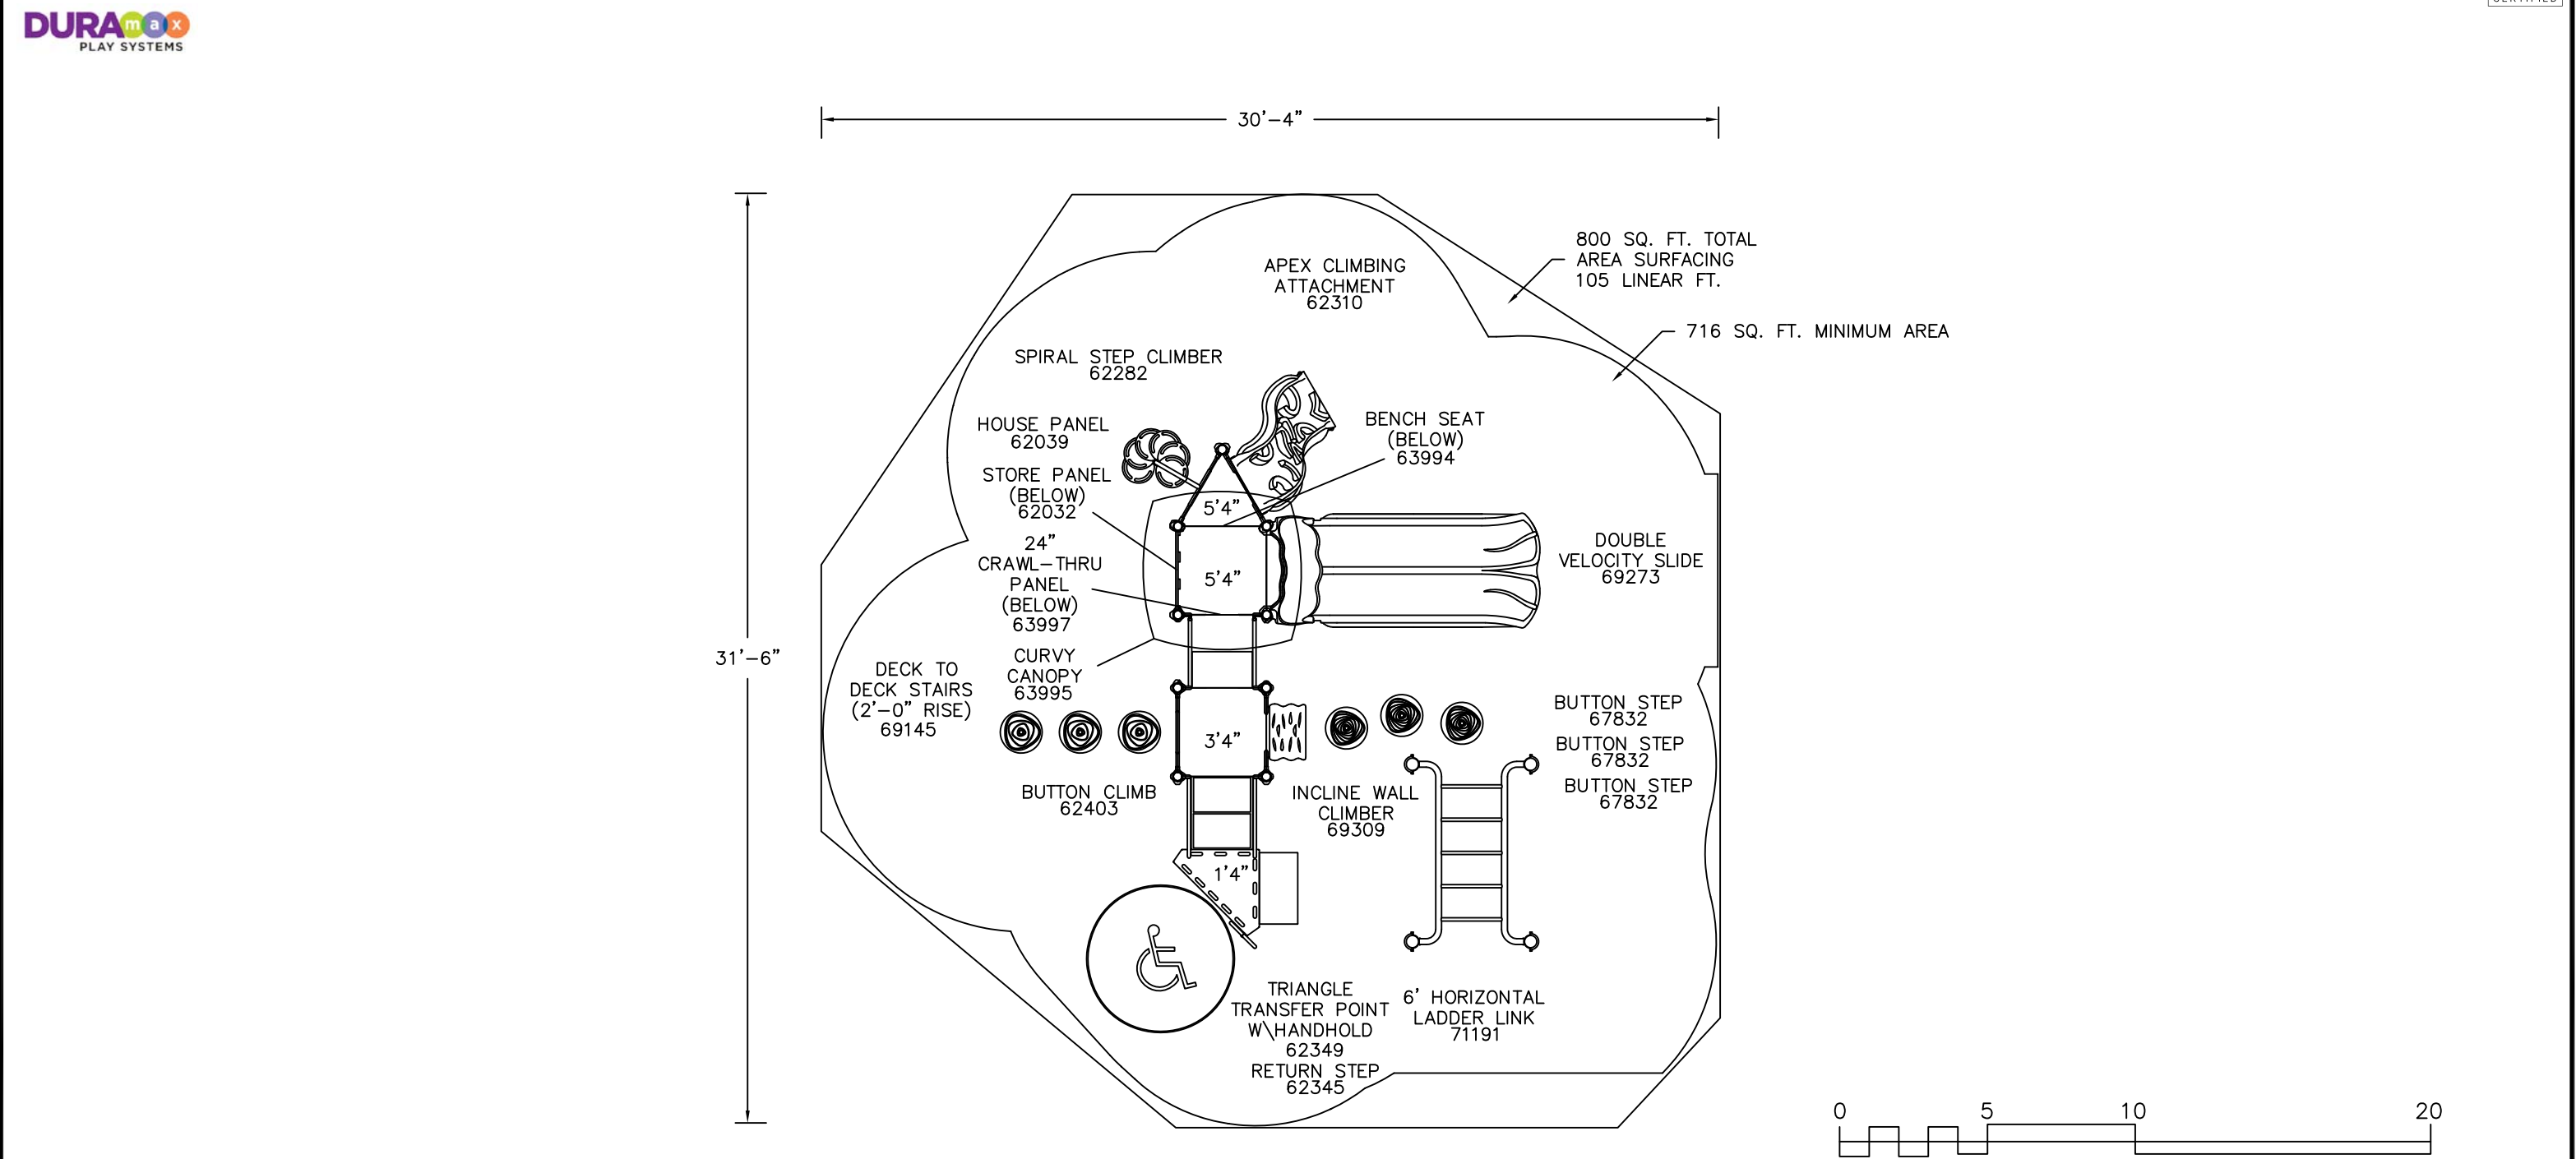 DURAmax
PLAY SYSTEMS
30'-4"
31'-6"
800 SQ. FT. TOTAL
AREA SURFACING
105 LINEAR FT.
716 SQ. FT. MINIMUM AREA
APEX CLIMBING
ATTACHMENT
62310
SPIRAL STEP CLIMBER
62282
HOUSE PANEL
62039
BENCH SEAT
(BELOW)
63994
STORE PANEL
(BELOW)
62032
5'4"
24"
CRAWL-THRU
PANEL
(BELOW)
63997
5'4"
DOUBLE
VELOCITY SLIDE
69273
CURVY
CANOPY
63995
DECK TO
DECK STAIRS
(2'-0" RISE)
69145
3'4"
BUTTON STEP
67832
BUTTON STEP
67832
BUTTON STEP
67832
BUTTON CLIMB
62403
INCLINE WALL
CLIMBER
69309
1'4"
TRIANGLE
TRANSFER POINT
W\HANDHOLD
62349
RETURN STEP
62345
6' HORIZONTAL
LADDER LINK
71191
0 5 10 20